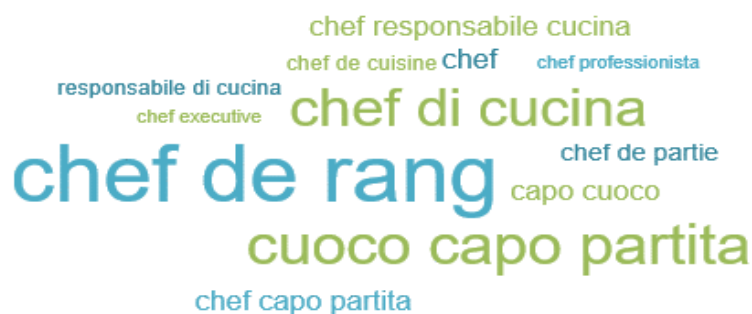 chef responsabile cucina
chef de cuisine chef chef professionista
responsabile di cucina
chef executive chef di cucina
chef de rang chef de partie
capo cuoco
cuoco capo partita
chef capo partita